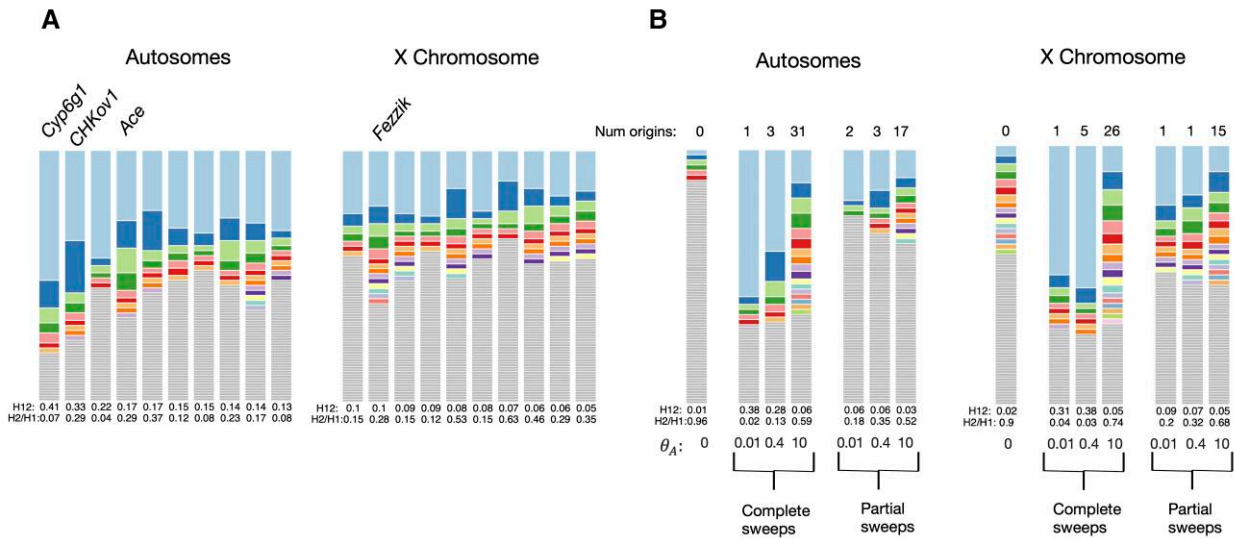 A
B
Autosomes
X Chromosome
Autosomes
X Chromosome
Cyp6g1
CHKov1
Ace
Fezzik
Num origins: 0 1 3 31 2 3 17 0 1 5 26 1 1 15
H12: 0.41 0.33 0.22 0.17 0.17 0.15 0.15 0.14 0.14 0.13
H2/H1:0.07 0.29 0.04 0.29 0.37 0.12 0.08 0.23 0.17 0.08
H12: 0.1 0.1 0.09 0.09 0.08 0.08 0.07 0.06 0.06 0.05
H2/H1:0.15 0.28 0.15 0.12 0.53 0.15 0.63 0.46 0.29 0.35
H12: 0.01 0.38 0.28 0.06 0.06 0.06 0.03
H2/H1:0.96 0.02 0.13 0.59 0.18 0.35 0.52
θA: 0 0.01 0.4 10 0.01 0.4 10
H12: 0.02 0.31 0.38 0.05 0.09 0.07 0.05
H2/H1: 0.9 0.04 0.03 0.74 0.2 0.32 0.68
0 0.01 0.4 10 0.01 0.4 10
Complete
sweeps
Partial
sweeps
Complete
sweeps
Partial
sweeps